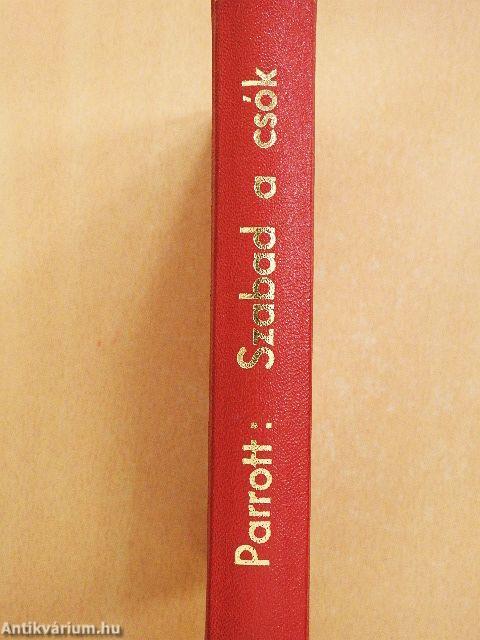 Parrott: Szabad a csók
Antikvárium.hu